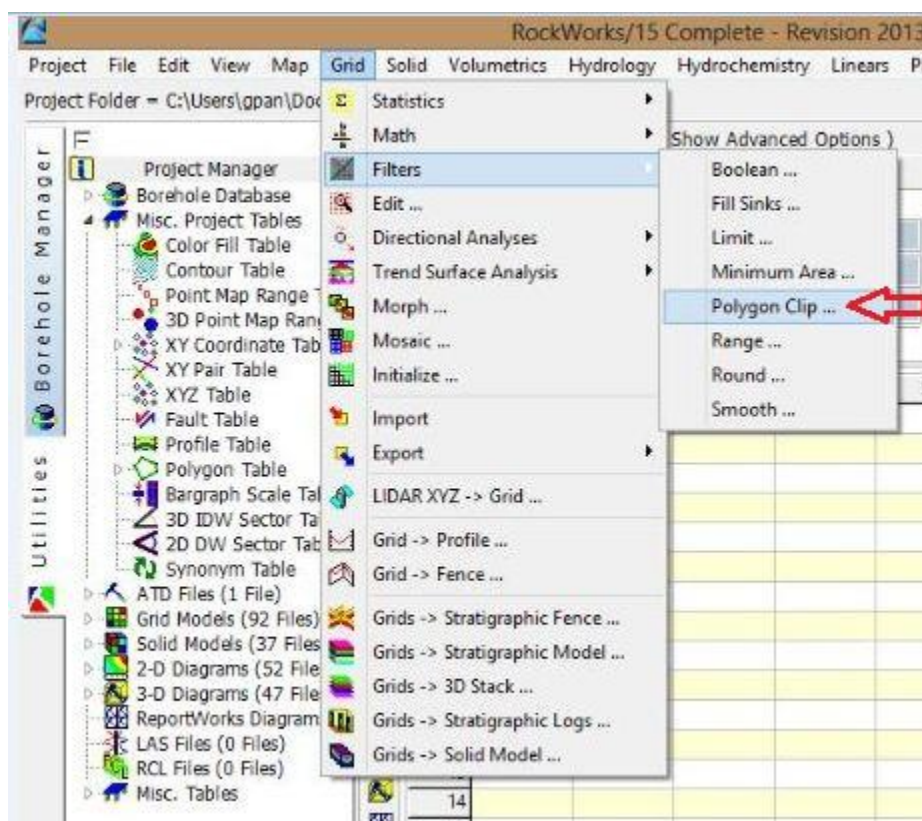 RockWorks/15 Complete - Revision 2013
Project File Edit View Map Grid Solid Volumetrics Hydrology Hydrochemistry Linears P
Project Folder = C:\Users\gpan\Doc
Show Advanced Options )
Borehole Manager
Utilities
Project Manager
Borehole Database
Misc. Project Tables
Color Fill Table
Contour Table
Point Map Range T
3D Point Map Ran
XY Coordinate Tab
XY Pair Table
XYZ Table
Fault Table
Profile Table
Polygon Table
Bargraph Scale Tal
3D IDW Sector Ta
2D DW Sector Tab
Synonym Table
ATD Files (1 File)
Grid Models (92 Files)
Solid Models (37 Files
2-D Diagrams (52 File
3-D Diagrams (47 File
ReportWorks Diagram
LAS Files (0 Files)
RCL Files (0 Files)
Misc. Tables
Statistics
Math
Filters
Edit ...
Directional Analyses
Trend Surface Analysis
Morph ...
Mosaic ...
Initialize ...
Import
Export
LIDAR XYZ -> Grid ...
Grid -> Profile ...
Grid -> Fence ...
Grids -> Stratigraphic Fence ...
Grids -> Stratigraphic Model ...
Grids -> 3D Stack ...
Grids -> Stratigraphic Logs ...
Grids -> Solid Model ...
Boolean ...
Fill Sinks ...
Limit ...
Minimum Area ...
Polygon Clip ...
Range ...
Round ...
Smooth ...
14